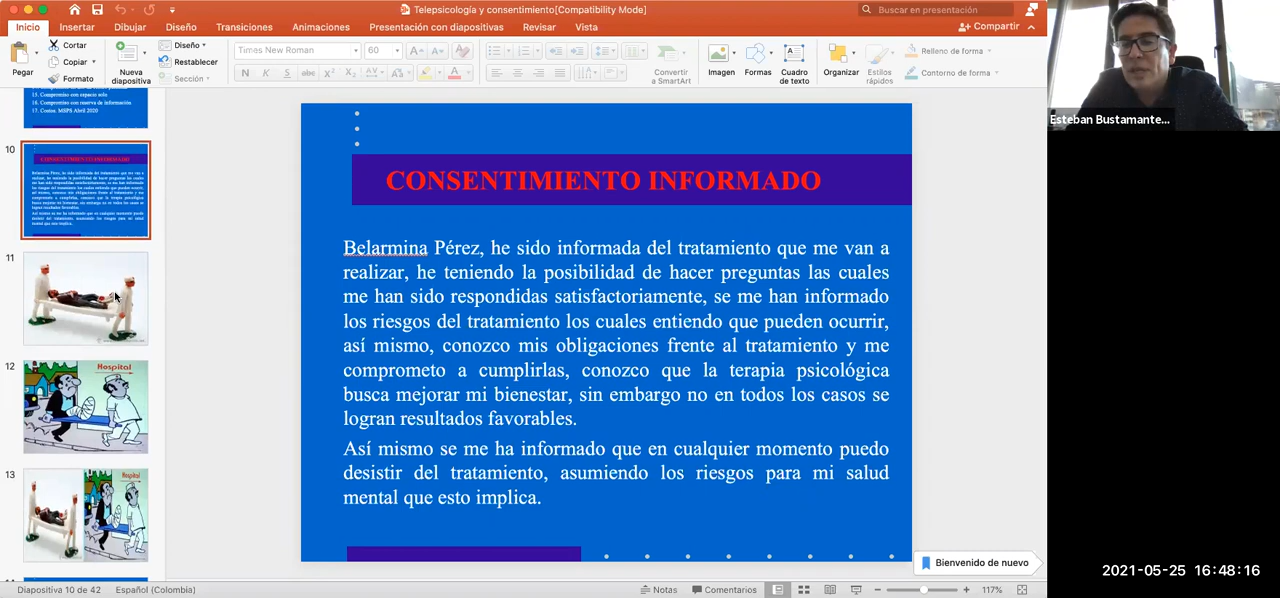 Telepsicología y consentimiento[Compatibility Mode]
Buscar en presentación
Inicio Insertar Dibujar Diseño Transiciones Animaciones Presentación con diapositivas Revisar Vista
Compartir
Pegar
Cortar
Copiar
Formato
Nueva diapositiva
Diseño
Restablecer
Sección
Times New Roman 60
Convertir a SmartArt
Imagen
Formas
Cuadro de texto
Organizar
Estilos rápidos
Relleno de forma
Contorno de forma
Esteban Bustamante...
15. Compromiso con espacio solo
16. Compromiso con reserva de información
17. Costos. MSPS Abril 2020
10
11
12
Hospital
13
Hospital
CONSENTIMIENTO INFORMADO
Belarmina Pérez, he sido informada del tratamiento que me van a
realizar, he teniendo la posibilidad de hacer preguntas las cuales
me han sido respondidas satisfactoriamente, se me han informado
los riesgos del tratamiento los cuales entiendo que pueden ocurrir,
así mismo, conozco mis obligaciones frente al tratamiento y me
comprometo a cumplirlas, conozco que la terapia psicológica
busca mejorar mi bienestar, sin embargo no en todos los casos se
logran resultados favorables.
Así mismo se me ha informado que en cualquier momento puedo
desistir del tratamiento, asumiendo los riesgos para mi salud
mental que esto implica.
Bienvenido de nuevo
2021-05-25 16:48:16
Diapositiva 10 de 42 Español (Colombia)
Notas Comentarios 117%